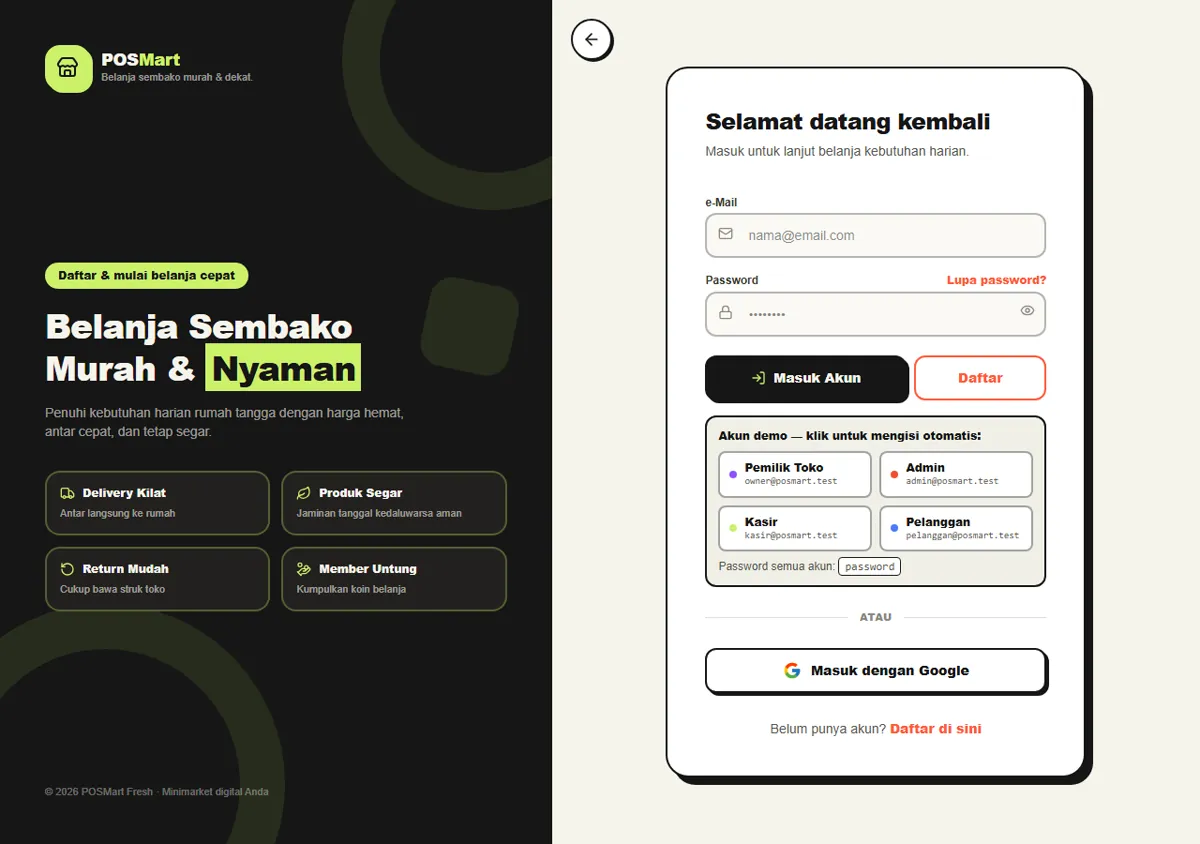 POSMart
Belanja sembako murah & dekat.
Daftar & mulai belanja cepat
Belanja Sembako
Murah & Nyaman
Penuhi kebutuhan harian rumah tangga dengan harga hemat,
antar cepat, dan tetap segar.
Delivery Kilat
Antar langsung ke rumah
Produk Segar
Jaminan tanggal kedaluwarsa aman
Return Mudah
Cukup bawa struk toko
Member Untung
Kumpulkan koin belanja
© 2026 POSMart Fresh · Minimarket digital Anda
Selamat datang kembali
Masuk untuk lanjut belanja kebutuhan harian.
e-Mail
nama@email.com
Password
Lupa password?
••••••••
Masuk Akun
Daftar
Akun demo — klik untuk mengisi otomatis:
Pemilik Toko
owner@posmart.test
Admin
admin@posmart.test
Kasir
kasir@posmart.test
Pelanggan
pelanggan@posmart.test
Password semua akun: password
ATAU
Masuk dengan Google
Belum punya akun? Daftar di sini